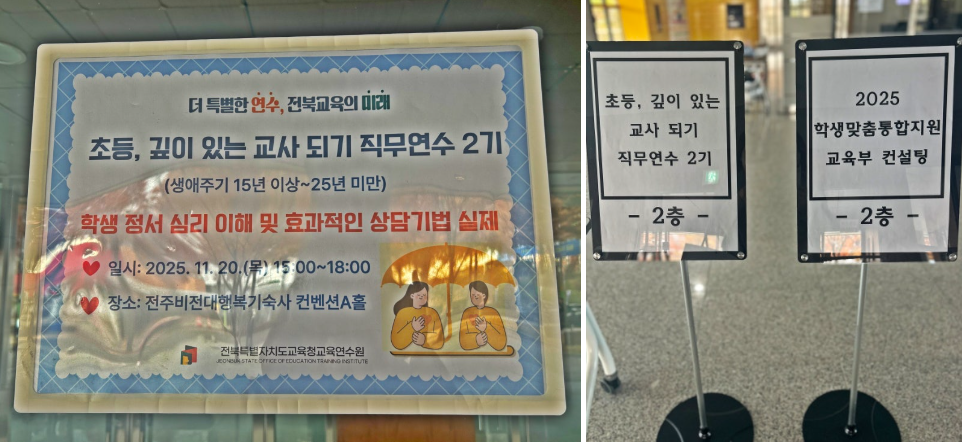 더 특별한 연수, 전북교육의 미래
초등, 깊이 있는 교사 되기 직무연수 2기
(생애주기 15년 이상~25년 미만)
학생 정서 심리 이해 및 효과적인 상담기법 실제
일시: 2025. 11. 20.(목) 15:00~18:00
장소: 전주비전대행복기숙사 컨벤션A홀
전북특별자치도교육청교육연수원
JEONBUK STATE OFFICE OF EDUCATION TRAINING INSTITUTE
초등, 깊이 있는
교사 되기
직무연수 2기
- 2층 -
2025
학생맞춤통합지원
교육부 컨설팅
- 2층 -